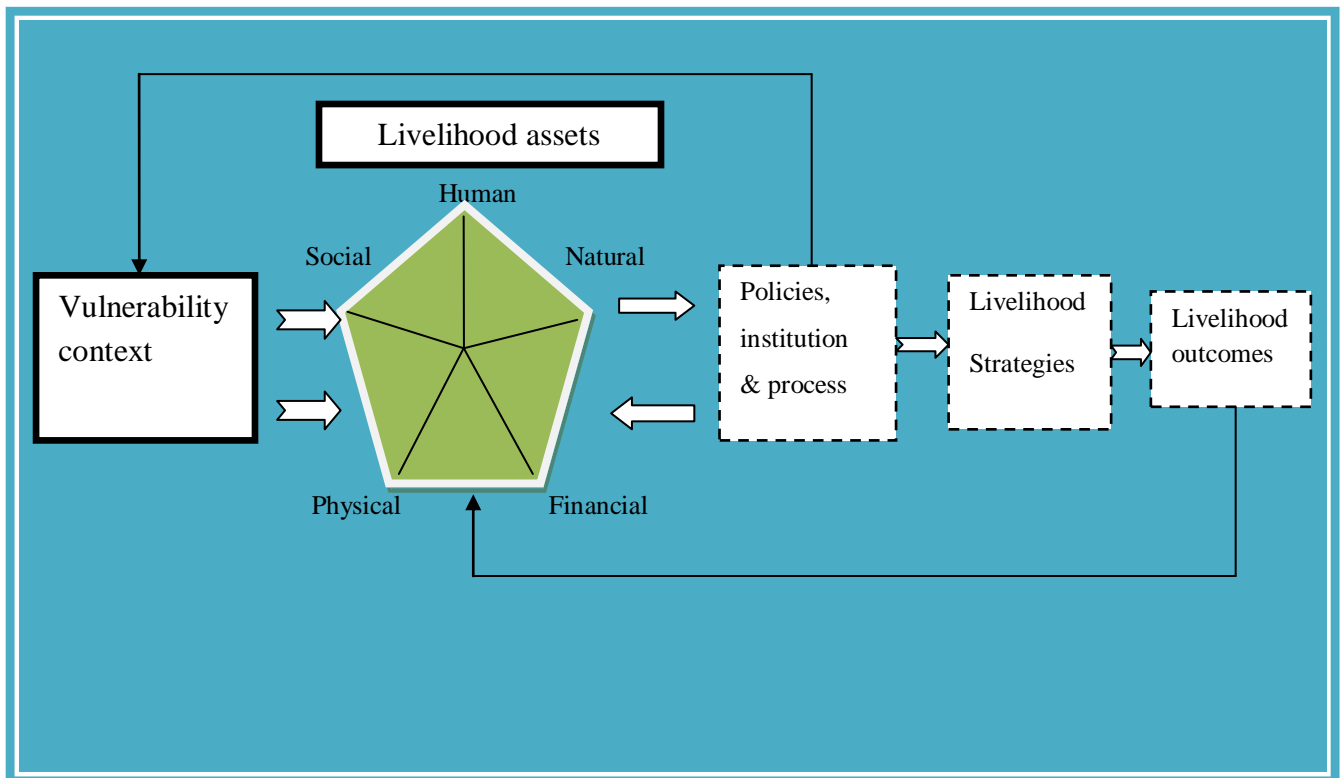 Livelihood assets
Human
Social
Natural
Vulnerability
context
Policies,
institution
& process
Livelihood
Strategies
Livelihood
outcomes
Physical
Financial